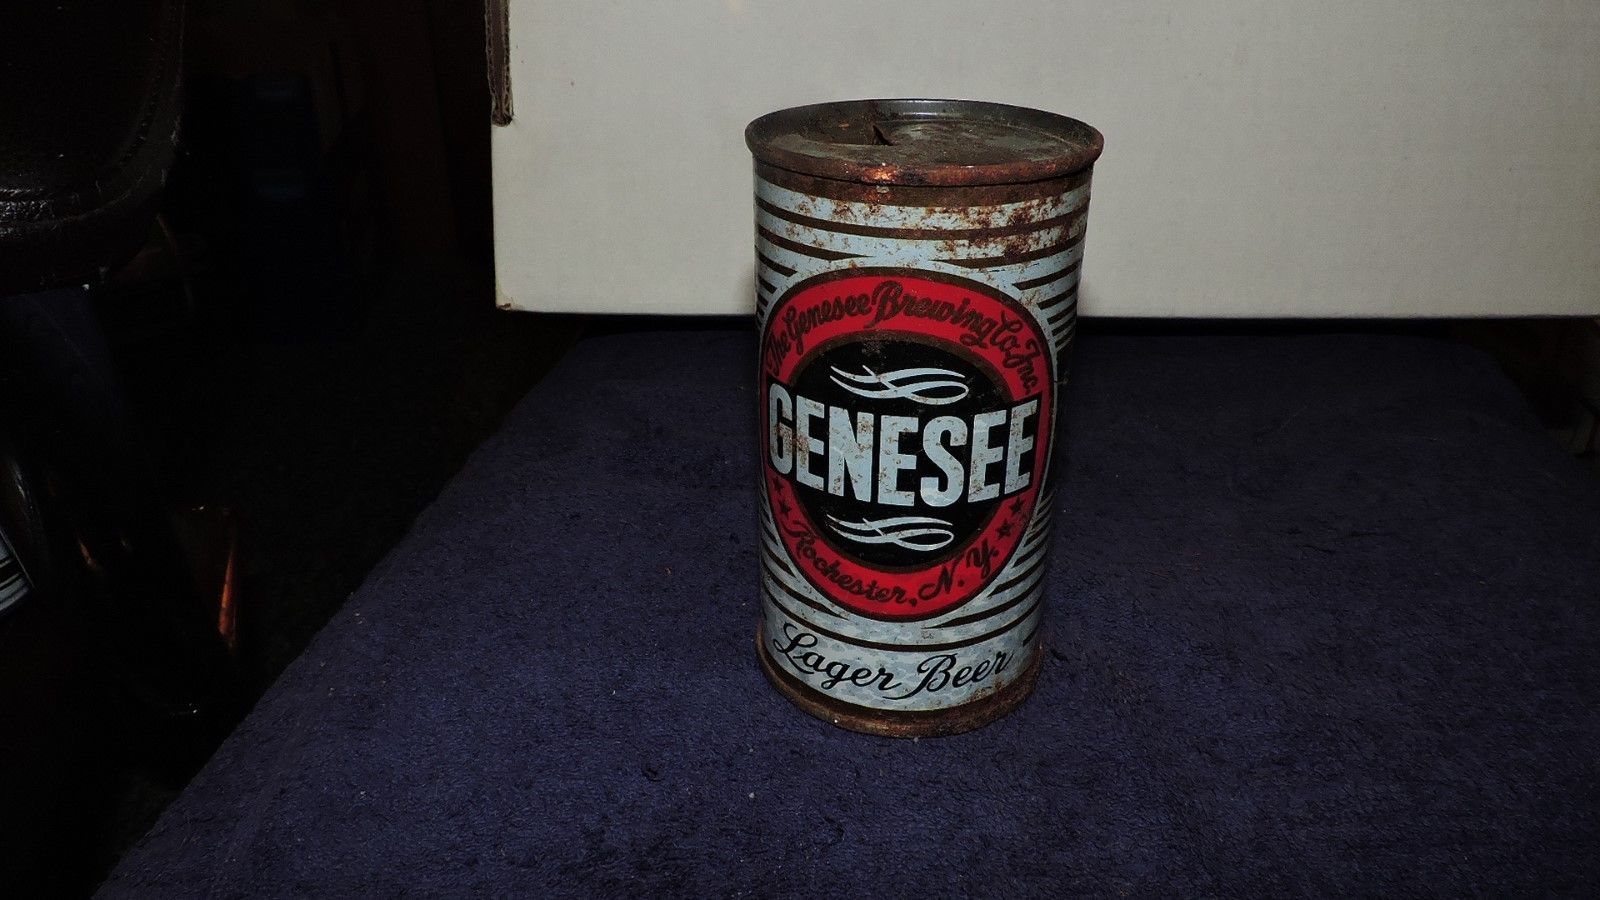 The Genesee Brewing Co., Inc.
GENESEE
Rochester, N.Y.
Lager Beer